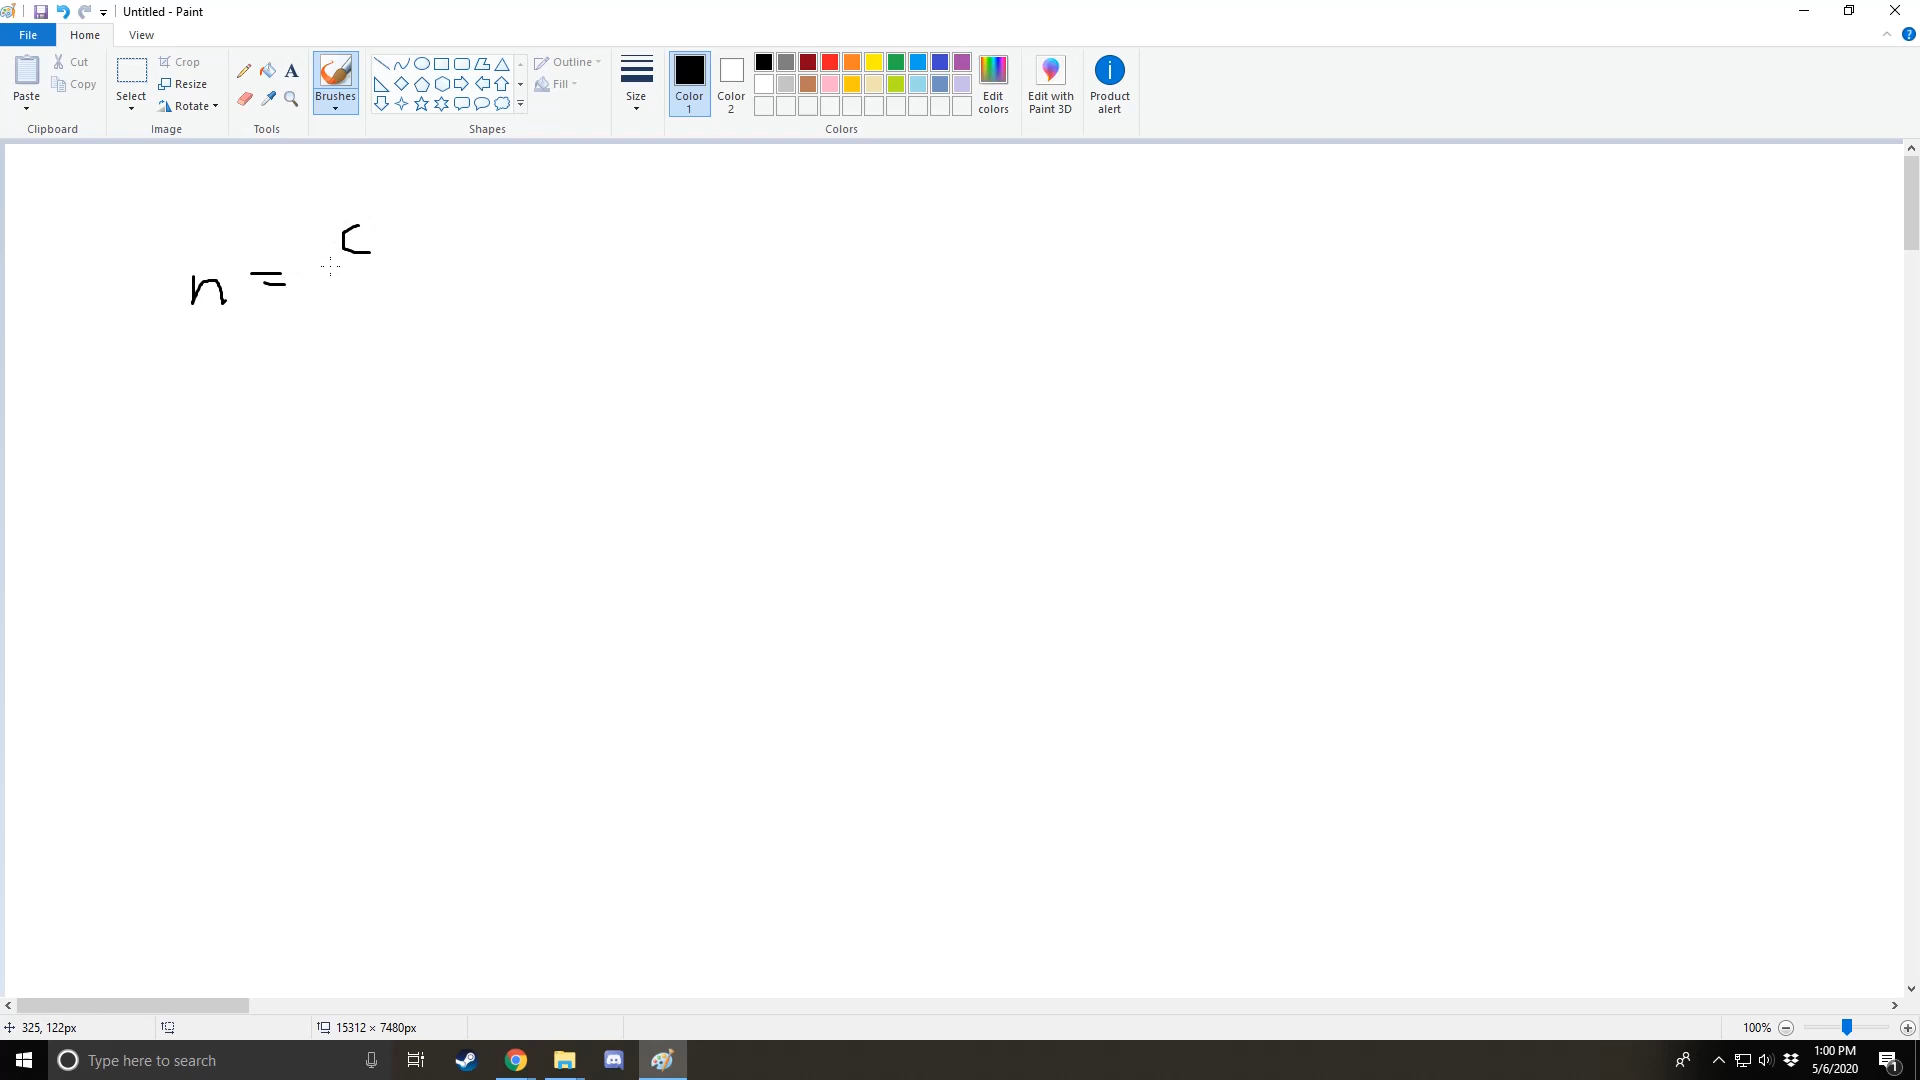 Untitled - Paint
File Home View
Paste
Cut
Copy
Clipboard
Select
Crop
Resize
Rotate
Image
A
Tools
Brushes
Outline
Fill
Shapes
Size
Color 1
Color 2
Edit colors
Colors
Edit with Paint 3D
Product alert
n = c
325, 122px
15312 × 7480px
100%
Type here to search
1:00 PM
5/6/2020
1